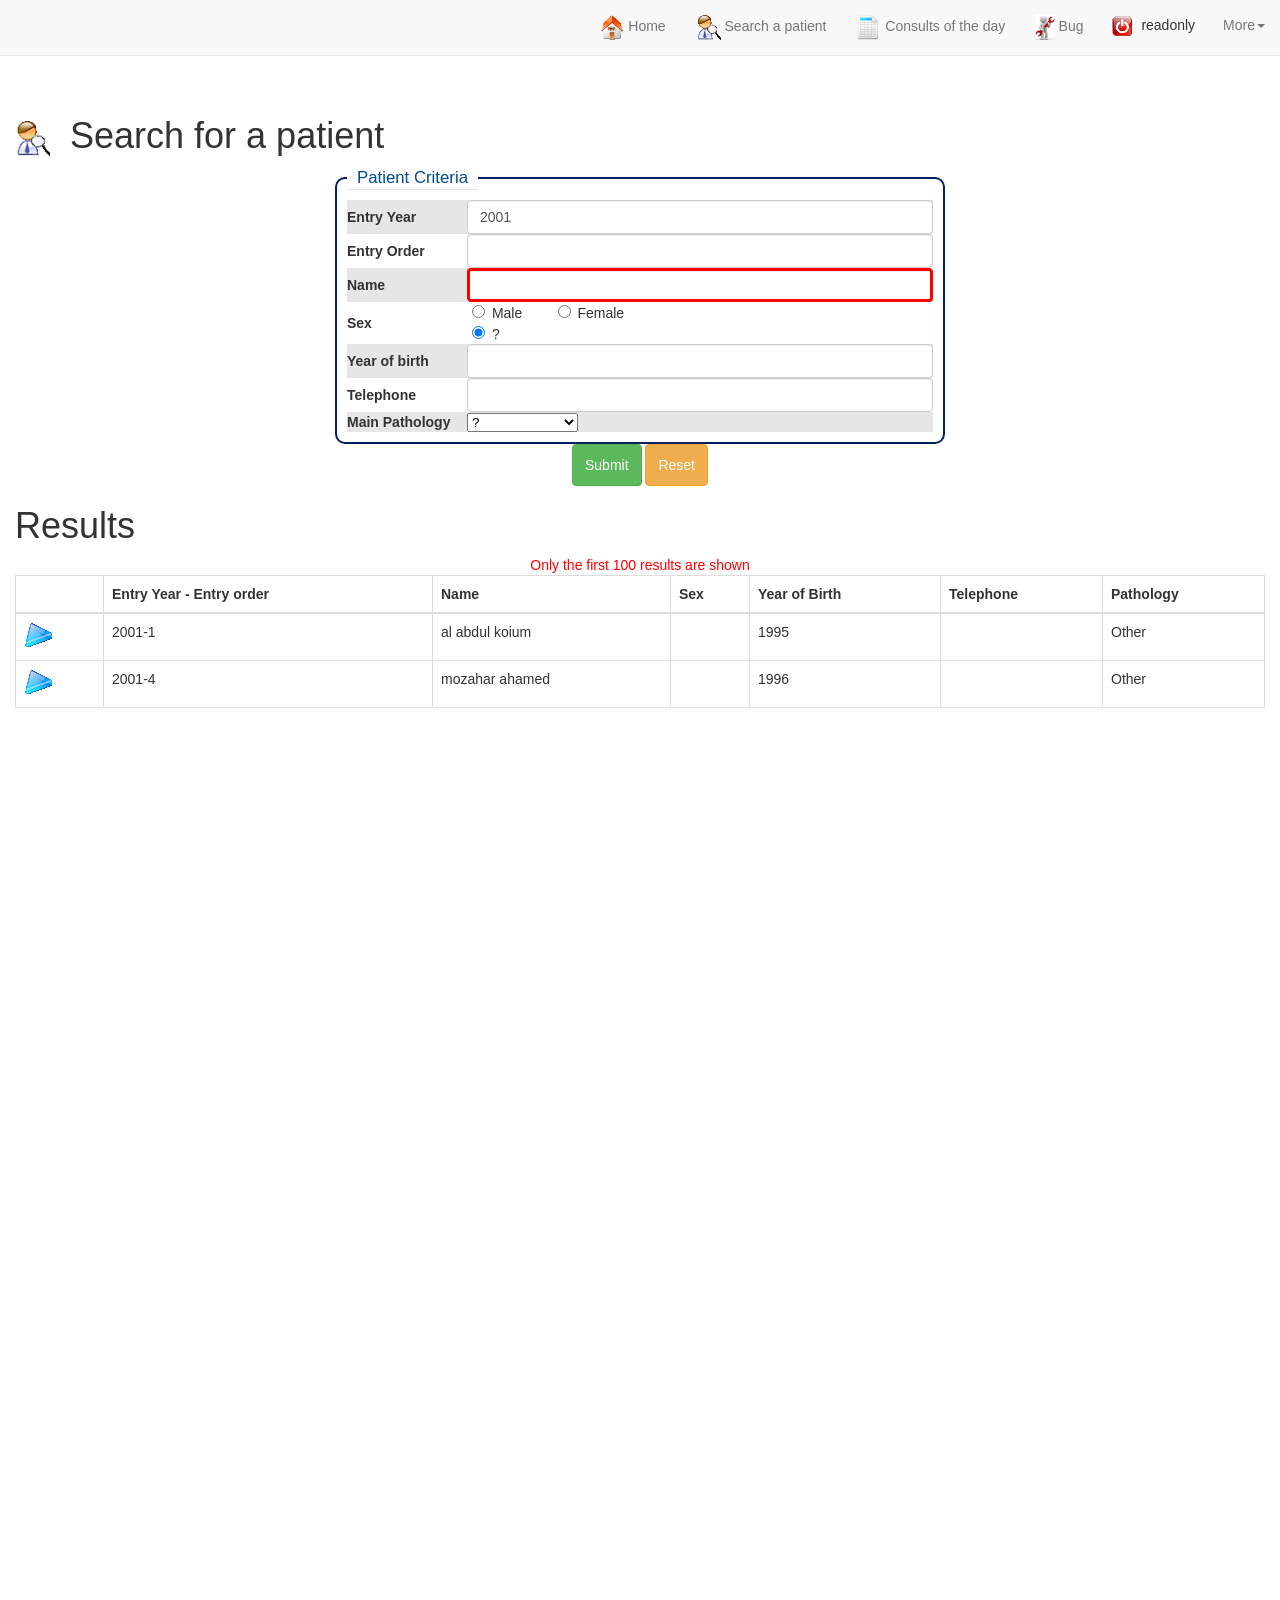 Home Search a patient Consults of the day Bug readonly More
Search for a patient
Patient Criteria
Entry Year 2001
Entry Order
Name
Sex Male Female
?
Year of birth
Telephone
Main Pathology ?
Submit Reset
Results
Only the first 100 results are shown
Entry Year - Entry order Name Sex Year of Birth Telephone Pathology
2001-1 al abdul koium 1995 Other
2001-4 mozahar ahamed 1996 Other